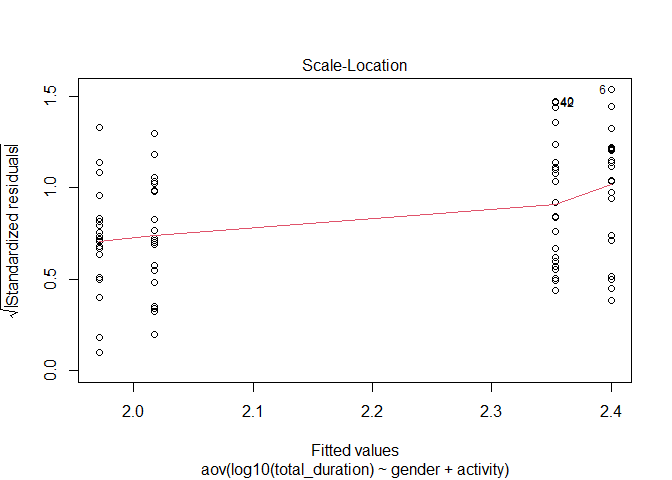 Scale-Location
√|Standardized residuals|
1.5
1.0
0.5
0.0
6
42
2.0 2.1 2.2 2.3 2.4
Fitted values
aov(log10(total_duration) ~ gender + activity)